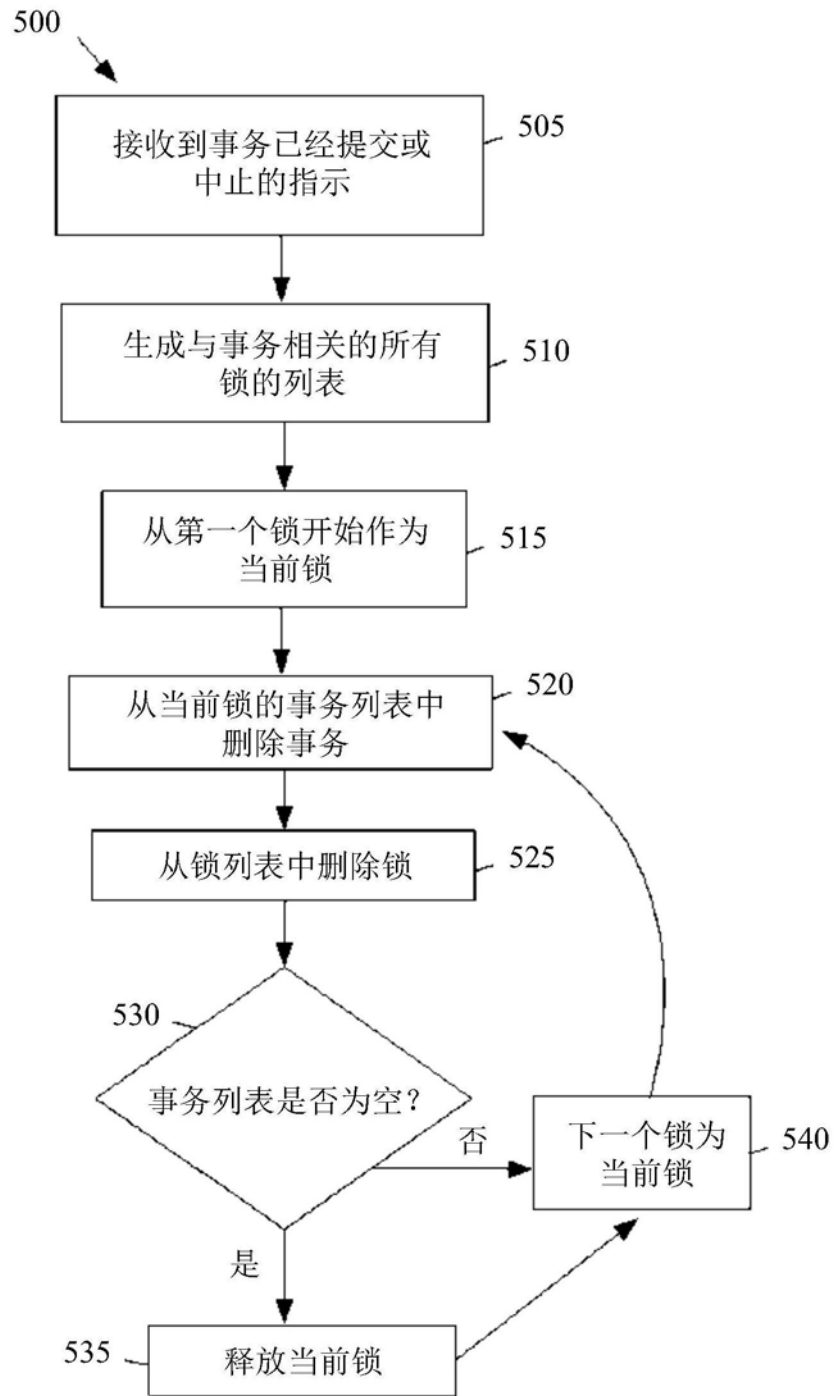 500
接收到事务已经提交或
中止的指示
505
生成与事务相关的所有
锁的列表
510
从第一个锁开始作为
当前锁
515
从当前锁的事务列表中
删除事务
520
从锁列表中删除锁
525
530
事务列表是否为空?
否
下一个锁为
当前锁
540
是
535
释放当前锁